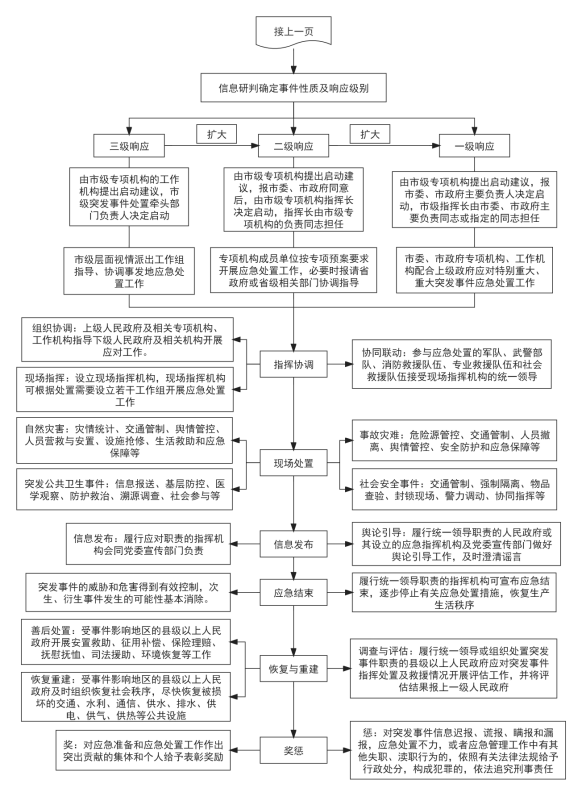 接上一页
信息研判确定事件性质及响应级别
三级响应
扩大
二级响应
扩大
一级响应
由市级专项机构的工作
机构提出启动建议，市
级突发事件处置牵头部
门负责人决定启动
由市级专项机构提出启动建
议，报市委、市政府同意
后，由市级专项机构指挥长
决定启动，指挥长由市级专
项机构的负责同志担任
由市级专项机构提出启动建议，报
市委、市政府主要负责人决定启
动，市级指挥长由市委、市政府主
要负责同志或指定的同志担任
市级层面视情派出工作组
指导、协调事发地应急处
置工作
专项机构成员单位按专项预案要求
开展应急处置工作，必要时报请省
政府或省级相关部门协调指导
市委、市政府专项机构、工作机
构配合上级政府应对特别重大、
重大突发事件应急处置工作
组织协调：上级人民政府及相关专项机构、
工作机构指导下级人民政府及相关机构开展
应对工作。
现场指挥：设立现场指挥机构，现场指挥机构
可根据处置需要设立若干工作组开展应急处置
工作
指挥协调
协同联动：参与应急处置的军队、武警部
队、消防救援队伍、专业救援队伍和社会
救援队伍接受现场指挥机构的统一领导
自然灾害：灾情统计、交通管制、舆情管控、
人员营救与安置、设施抢修、生活救助和应急
保障等
突发公共卫生事件：信息报送、基层防控、医
学观察、防护救治、溯源调查、社会参与等
现场处置
事故灾难：危险源管控、交通管制、人员撤
离、舆情管控、安全防护和应急保障等
社会安全事件：交通管制、强制隔离、物品
查验、封锁现场、警力调动、协同指挥等
信息发布：履行应对职责的指挥机
构会同党委宣传部门负责
信息发布
舆论引导：履行统一领导职责的人民政府或
其设立的应急指挥机构及党委宣传部门做好
舆论引导工作，及时澄清谣言
突发事件的威胁和危害得到有效控制，次
生、衍生事件发生的可能性基本消除。
应急结束
履行统一领导职责的指挥机构可宣布应急结
束，逐步停止有关应急处置措施，恢复生产
生活秩序
善后处置：受事件影响地区的县级以上人民
政府开展安置救助、征用补偿、保险理赔、
抚慰抚恤、司法援助、环境恢复等工作
恢复重建：受事件影响地区的县级以上人民
政府及时组织恢复社会秩序，尽快恢复被损
坏的交通、水利、通信、供水、排水、供
电、供气、供热等公共设施
恢复与重建
调查与评估：履行统一领导或组织处置突发
事件职责的县级以上人民政府应对突发事件
指挥处置及救援情况开展评估工作，并将评
估结果报上一级人民政府
奖：对应急准备和应急处置工作作出
突出贡献的集体和个人给予表彰奖励
奖惩
惩：对突发事件信息迟报、谎报、瞒报和漏
报，应急处置不力，或者应急管理工作中有其
他失职、渎职行为的，依照有关法律法规给予
行政处分，构成犯罪的，依法追究刑事责任